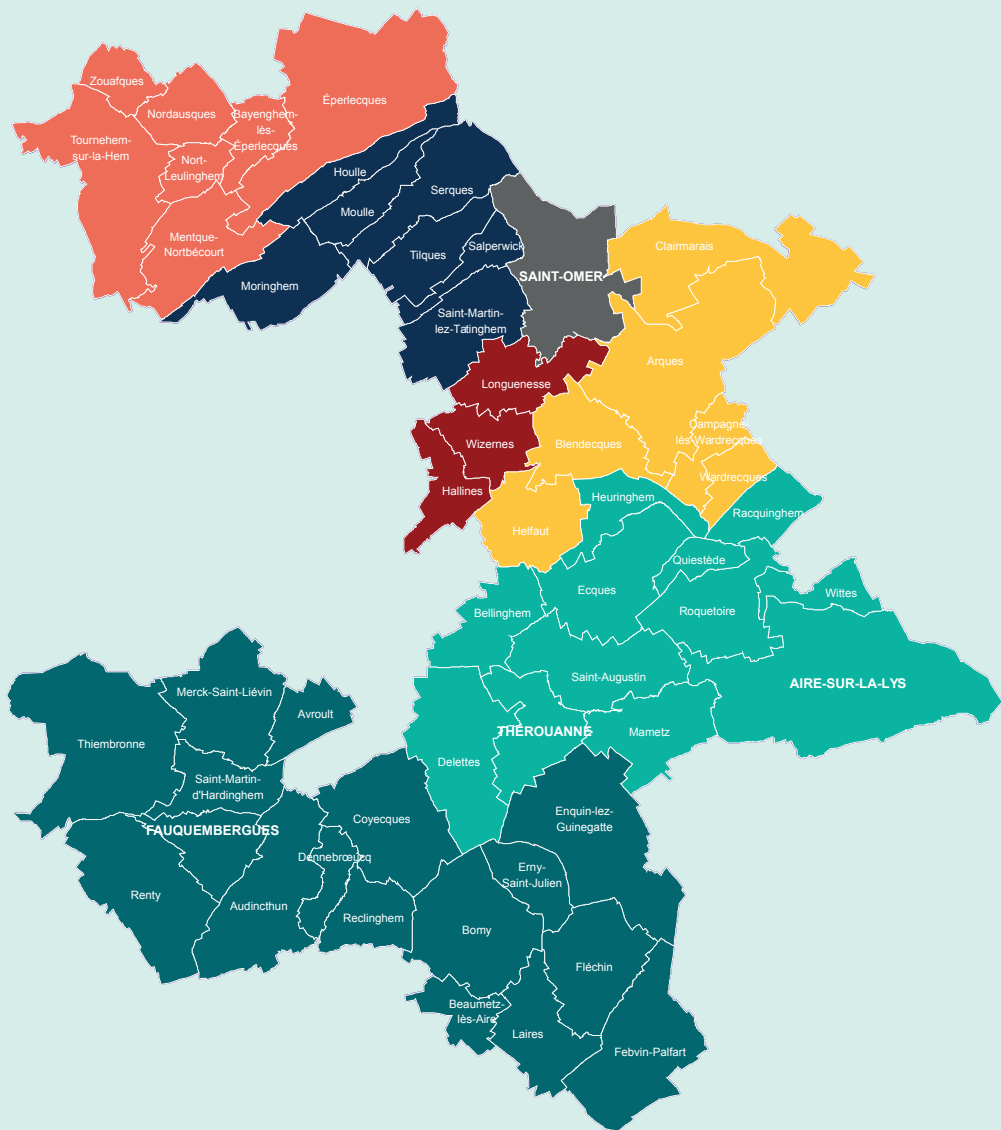 Zouafques
Nordausques
Bayenghem-
lès-
Éperlecques
Éperlecques
Tournehem-
sur-la-Hem
Nort-
Leulinghem
Mentque-
Nortbécourt
Houlle
Moulle
Serques
Moringhem
Tilques
Salperwick
Saint-Martin-
lez-Tatinghem
SAINT-OMER
Clairmarais
Arques
Longuenesse
Wizernes
Hallines
Blendecques
Campagne-
lès-Wardrecques
Wardrecques
Helfaut
Heuringhem
Racquinghem
Quiestède
Ecques
Roquetoire
Wittes
Bellinghem
Saint-Augustin
AIRE-SUR-LA-LYS
THÉROUANNE
Mametz
Delettes
Merck-Saint-Liévin
Avroult
Thiembronne
Saint-Martin-
d'Hardinghem
FAUQUEMBERGUES
Coyecques
Enquin-lez-
Guinegatte
Dennebrœucq
Erny-
Saint-Julien
Renty
Audincthun
Reclinghem
Bomy
Fléchin
Beaumetz-
lès-Aire
Laires
Febvin-Palfart